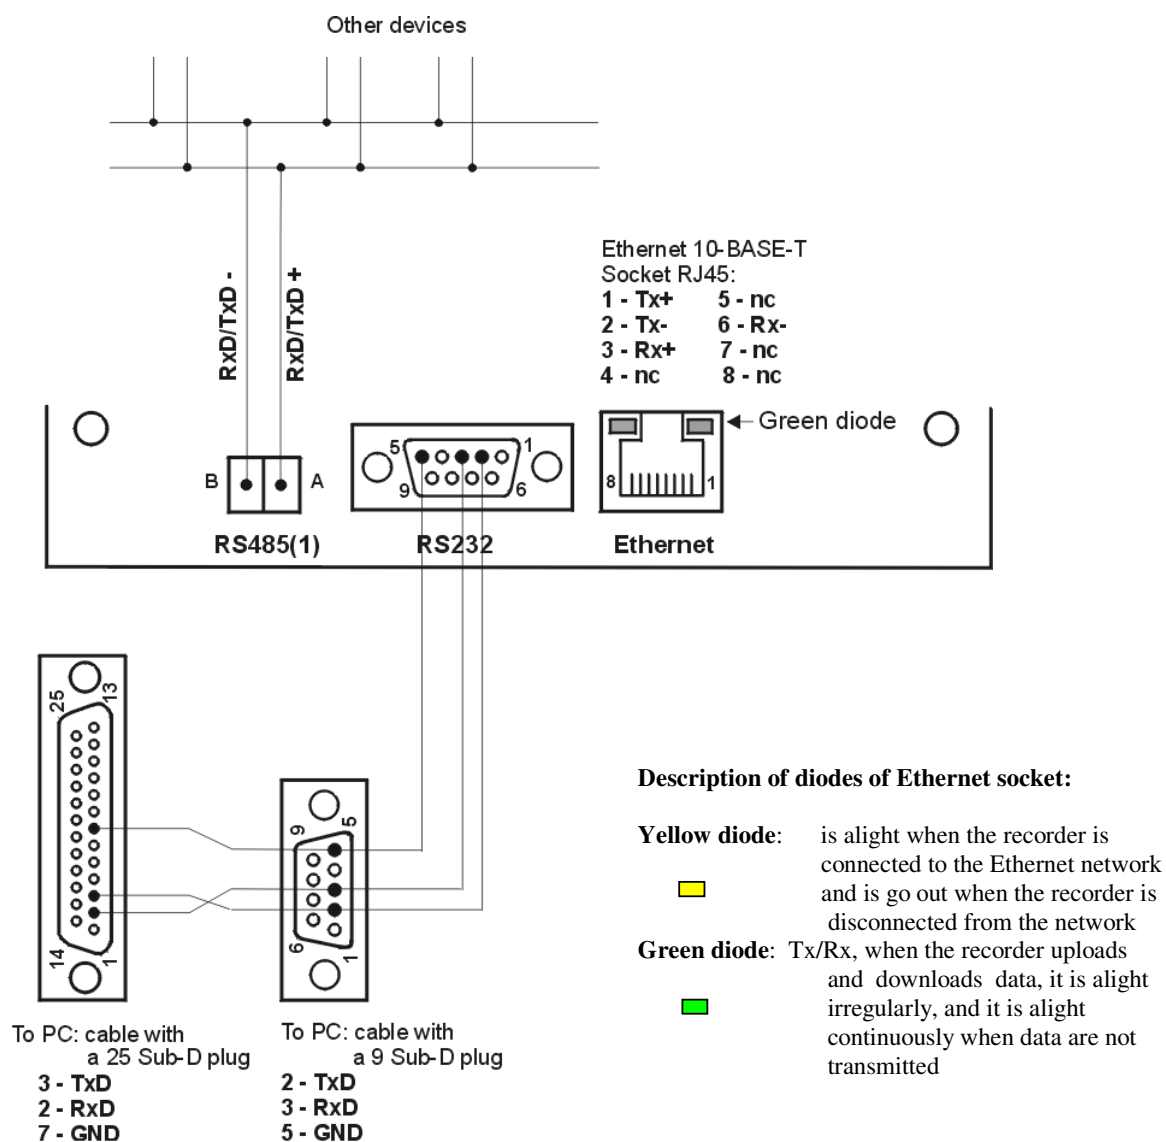 Other devices
RxD/TxD -
RxD/TxD +
Ethernet 10-BASE-T
Socket RJ45:
1 - Tx+ 5 - nc
2 - Tx- 6 - Rx-
3 - Rx+ 7 - nc
4 - nc 8 - nc
Green diode
B A
5 1
9 6
8 1
RS485(1) RS232 Ethernet
25 13
14 1
9 5
6 1
Description of diodes of Ethernet socket:
Yellow diode: is alight when the recorder is
connected to the Ethernet network
and is go out when the recorder is
disconnected from the network
Green diode: Tx/Rx, when the recorder uploads
and downloads data, it is alight
irregularly, and it is alight
continuously when data are not
transmitted
To PC: cable with
a 25 Sub-D plug
3 - TxD
2 - RxD
7 - GND
To PC: cable with
a 9 Sub-D plug
2 - TxD
3 - RxD
5 - GND